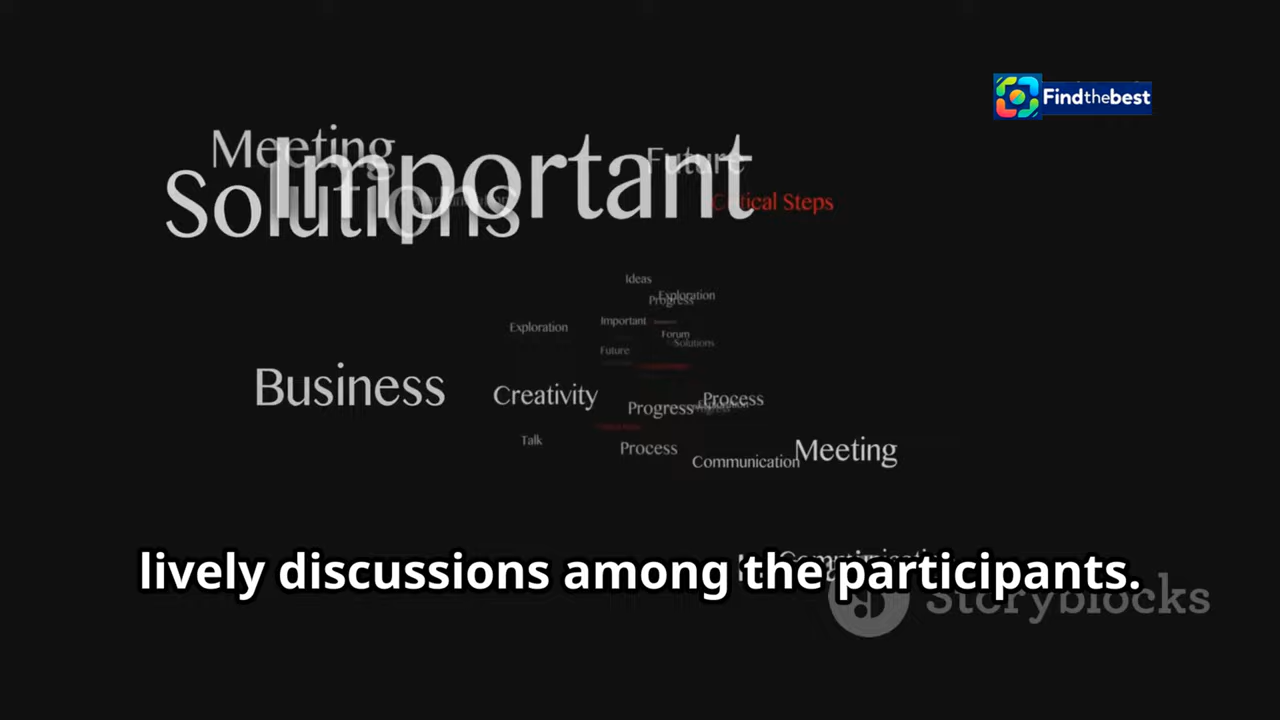 Findthebest
Meeting
Important
Future
Solutions
Critical Steps
Ideas
Exploration
Progress
Important
Exploration
Forum
Solutions
Future
Business
Creativity
Process
Progress
Talk
Process
Communication
Meeting
Communication
lively discussions among the participants.
Storyblocks